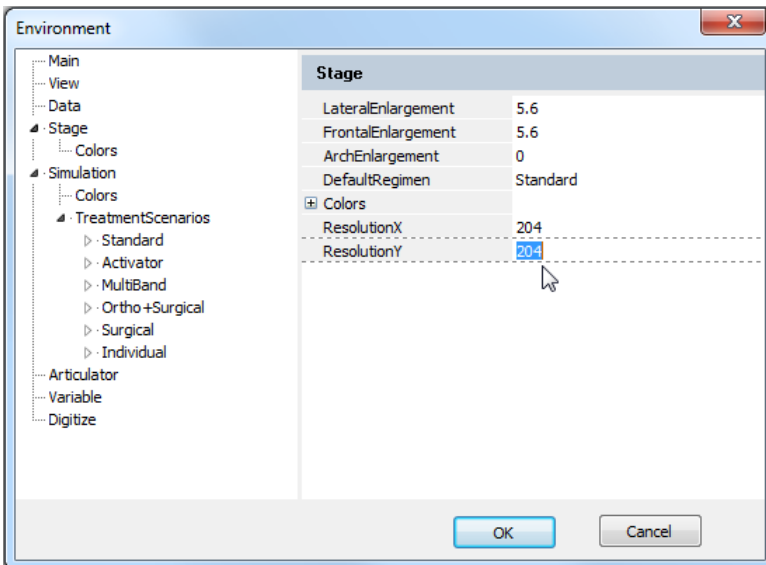 Environment
Main
View
Data
Stage
Colors
Simulation
Colors
TreatmentScenarios
Standard
Activator
MultiBand
Ortho+Surgical
Surgical
Individual
Articulator
Variable
Digitize
Stage
LateralEnlargement 5.6
FrontalEnlargement 5.6
ArchEnlargement 0
DefaultRegimen Standard
Colors
ResolutionX 204
ResolutionY 204
OK Cancel